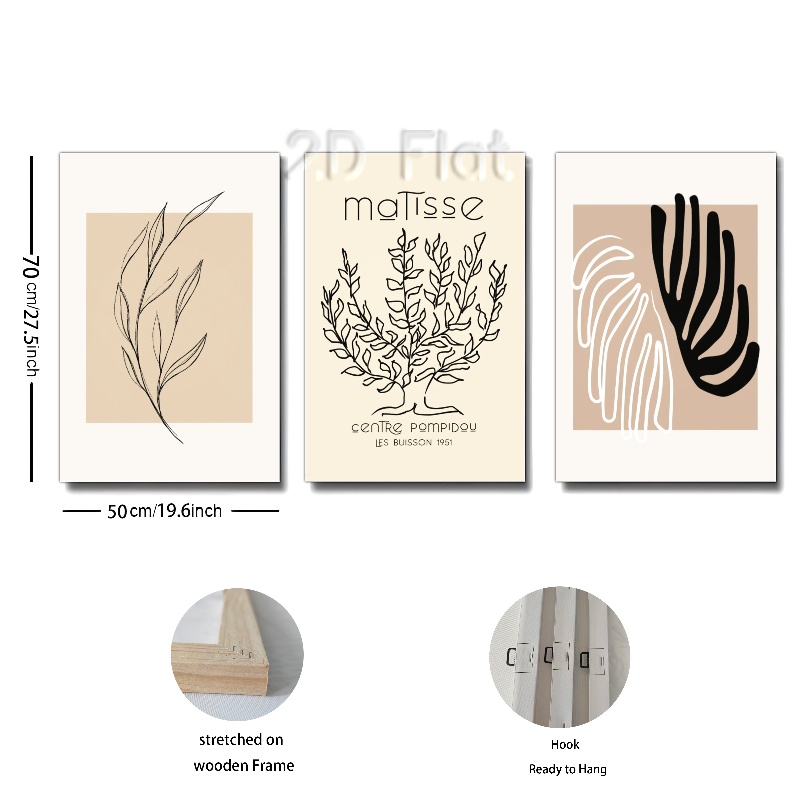 2.D Flat.
maTisse
70 cm/27.5inch
CenTRe POMPIDOU
LES BUISSON 1951
50cm/19.6inch
stretched on
wooden Frame
Hook
Ready to Hang